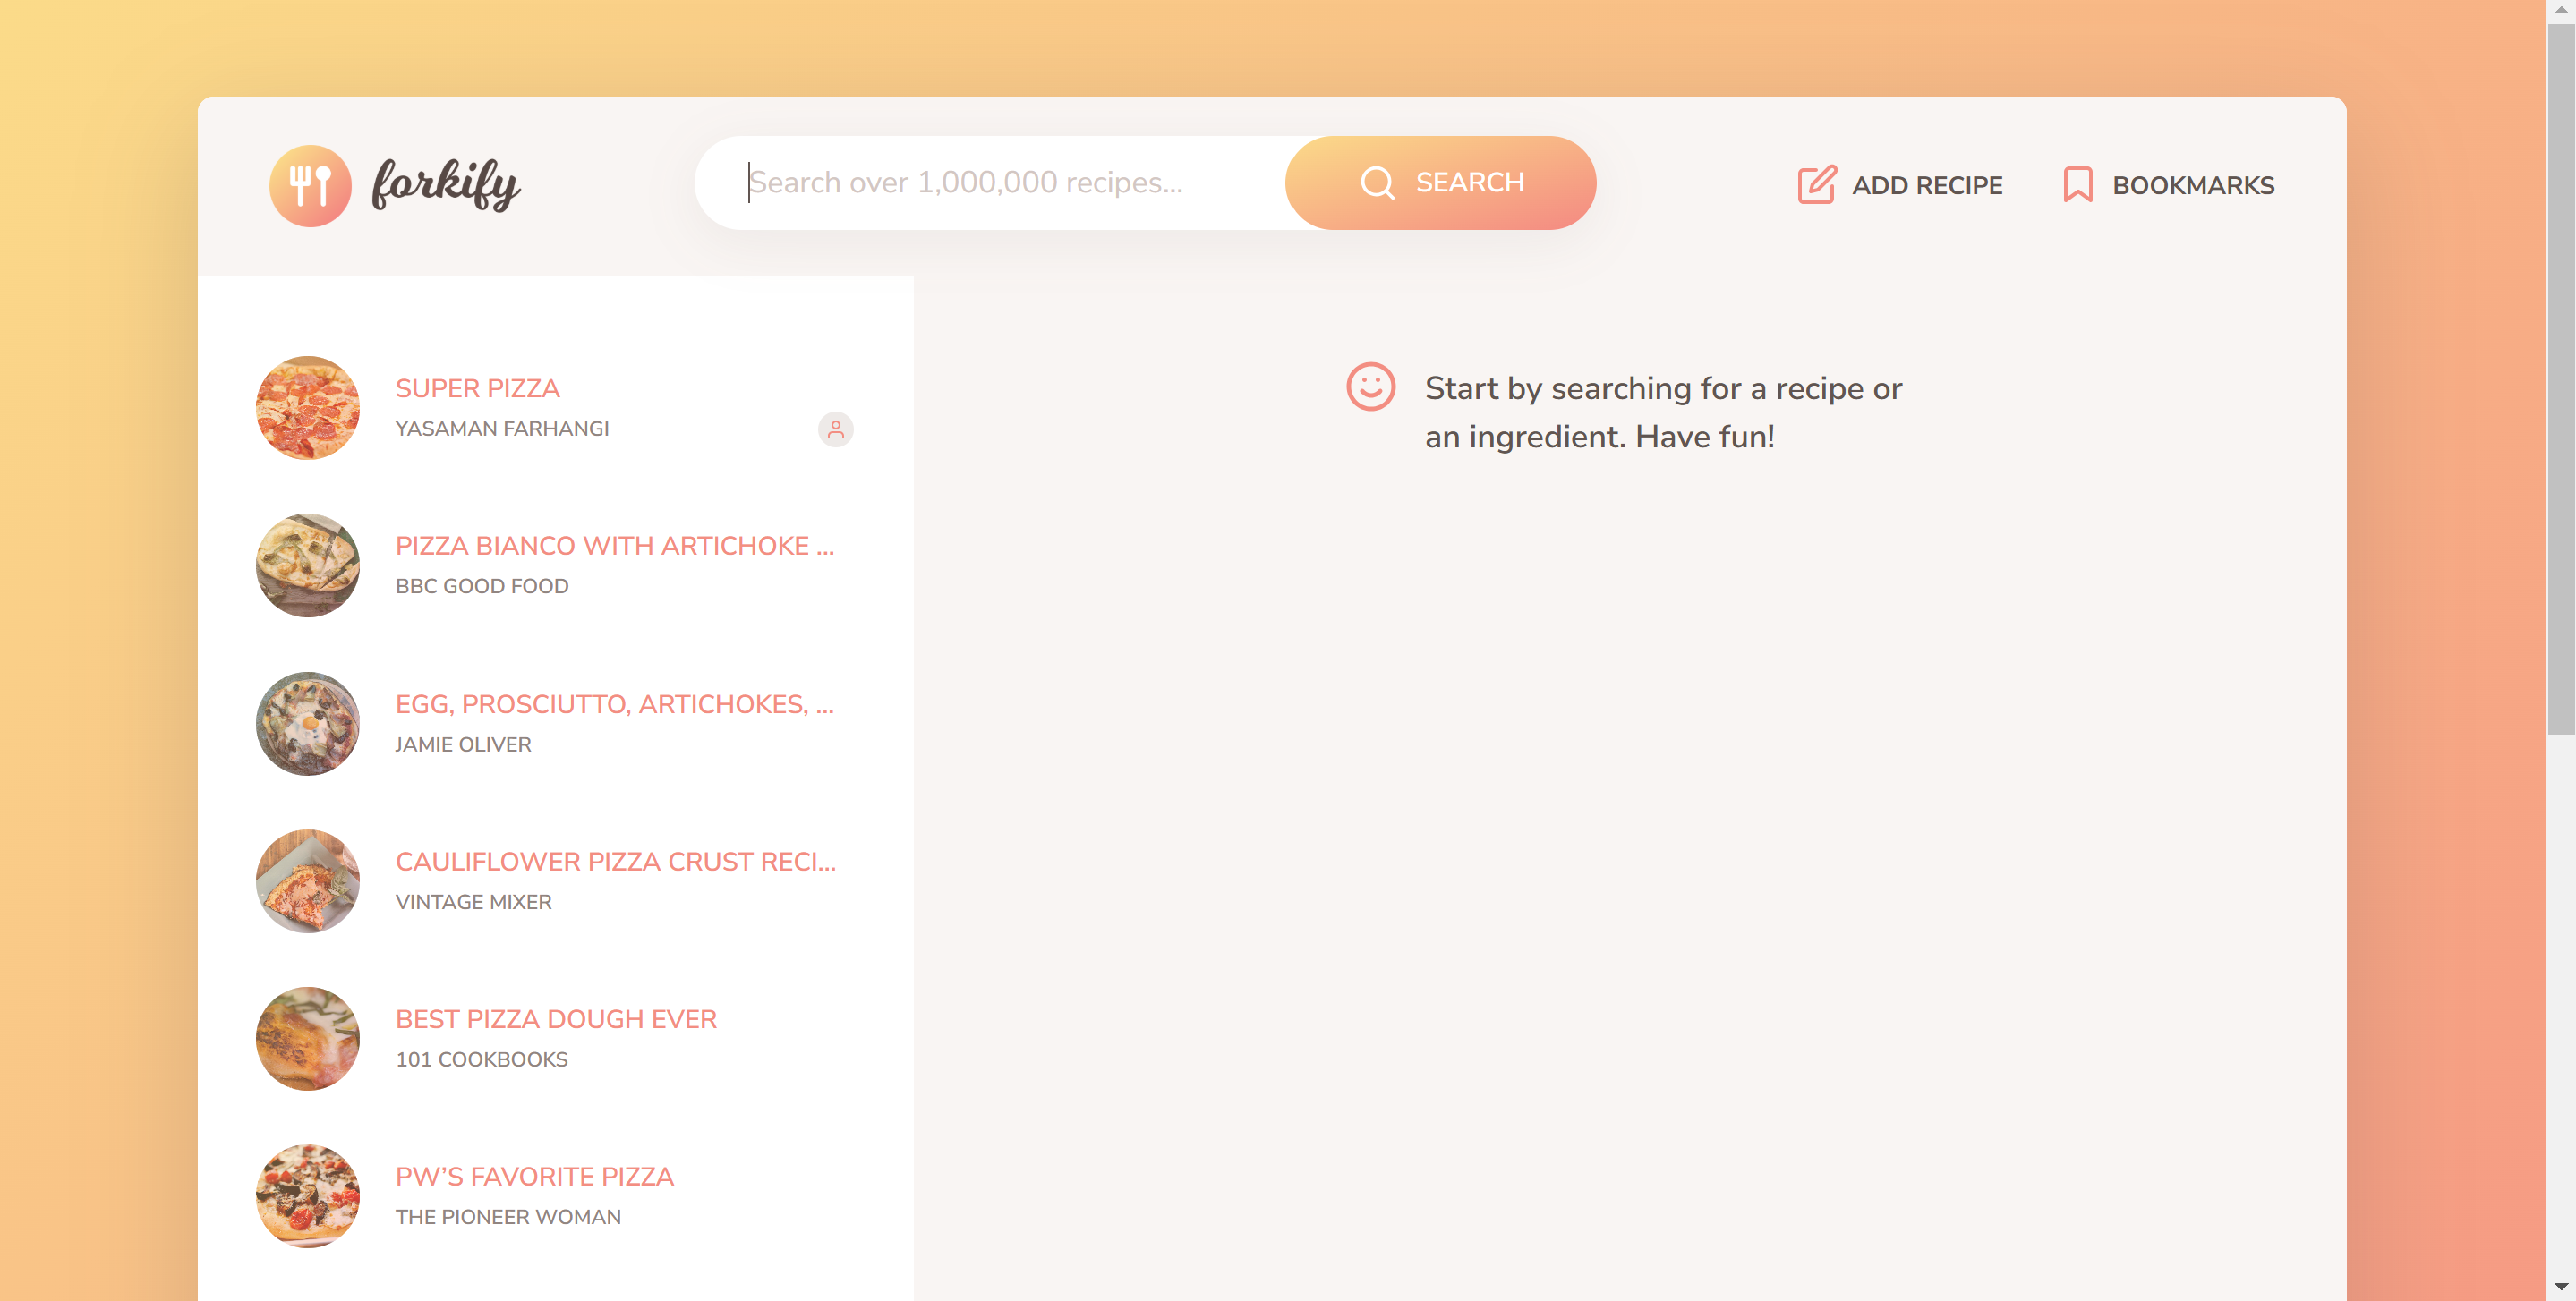 forkify
Search over 1,000,000 recipes...
SEARCH
ADD RECIPE
BOOKMARKS
SUPER PIZZA
YASAMAN FARHANGI
PIZZA BIANCO WITH ARTICHOKE ...
BBC GOOD FOOD
EGG, PROSCIUTTO, ARTICHOKES, ...
JAMIE OLIVER
CAULIFLOWER PIZZA CRUST RECI...
VINTAGE MIXER
BEST PIZZA DOUGH EVER
101 COOKBOOKS
PW’S FAVORITE PIZZA
THE PIONEER WOMAN
Start by searching for a recipe or
an ingredient. Have fun!